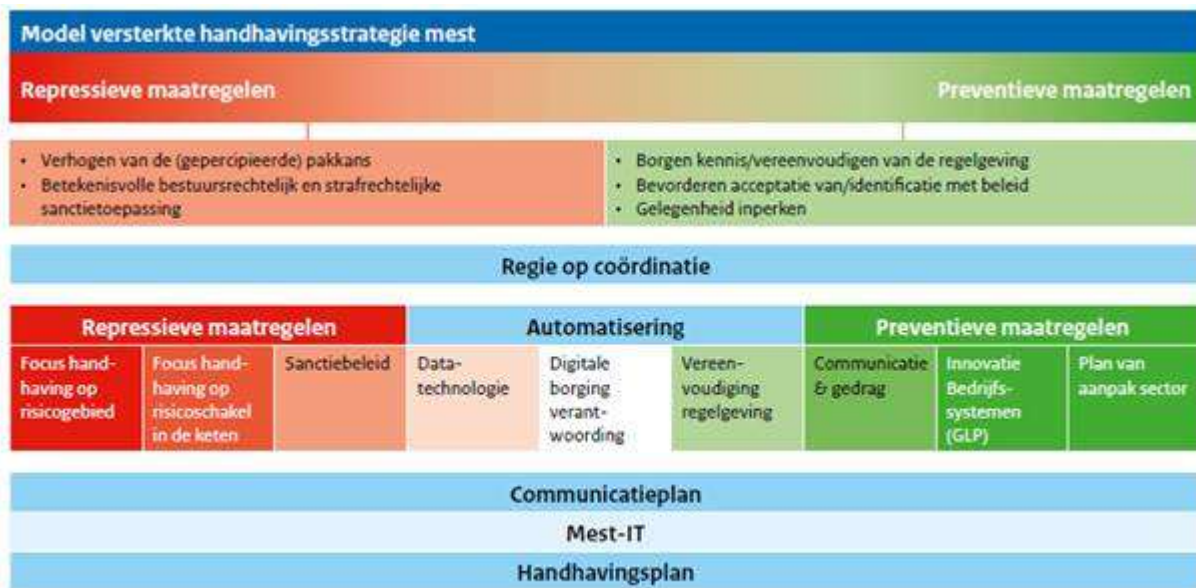 Model versterkte handhavingsstrategie mest
Repressieve maatregelen
Preventieve maatregelen
• Verhogen van de (gepercipieerde) pakkans
• Betekenisvolle bestuursrechtelijk en strafrechtelijke
sanctietoepassing
• Borgen kennis/vereenvoudigen van de regelgeving
• Bevorderen acceptatie van/identificatie met beleid
• Gelegenheid inperken
Regie op coördinatie
Repressieve maatregelen
Automatisering
Preventieve maatregelen
Focus hand-
having op
risicogebied
Focus hand-
having op
risicoschakel
in de keten
Sanctiebeleid
Data-
technologie
Digitale
borging
verant-
woording
Vereen-
voudiging
regelgeving
Communicatie
& gedrag
Innovatie
Bedrijfs-
systemen
(GLP)
Plan van
aanpak sector
Communicatieplan
Mest-IT
Handhavingsplan